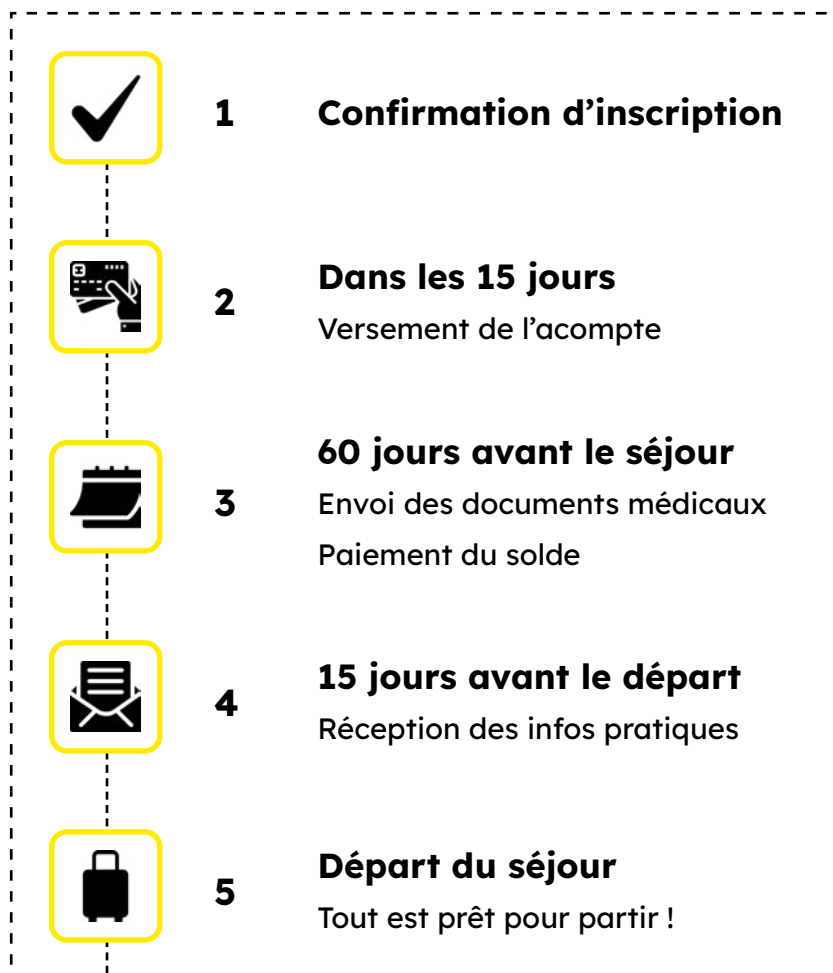 1 Confirmation d’inscription
2 Dans les 15 jours
Versement de l’acompte
3 60 jours avant le séjour
Envoi des documents médicaux
Paiement du solde
4 15 jours avant le départ
Réception des infos pratiques
5 Départ du séjour
Tout est prêt pour partir !